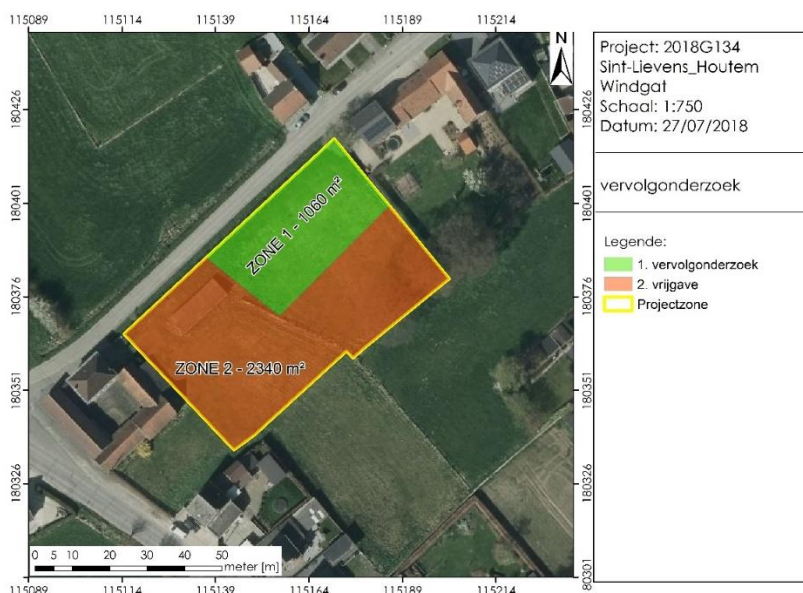 115089 115114 115139 115164 115189 115214
180426
180401
180376
180351
180326
180426
180401
180376
180351
180326
80301
N
ZONE 1 - 1060 m²
ZONE 2 - 2340 m²
0 5 10 20 30 40 50
meter [m]
115089 115114 115139 115164 115189 115214
Project: 2018G134
Sint-Lievens_Houtem
Windgat
Schaal: 1:750
Datum: 27/07/2018
vervolgonderzoek
Legende:
1. vervolgonderzoek
2. vrijgave
Projectzone